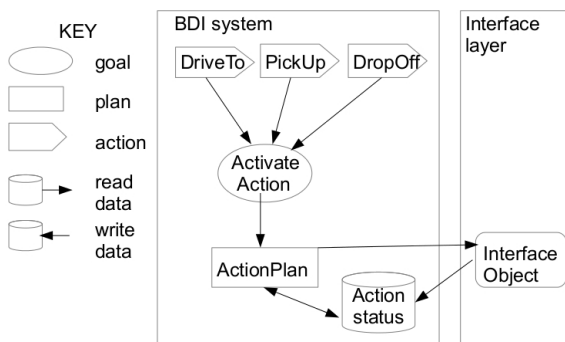 KEY
goal
plan
action
read
data
write
data
BDI system
DriveTo
PickUp
DropOff
Activate
Action
ActionPlan
Action
status
Interface
layer
Interface
Object